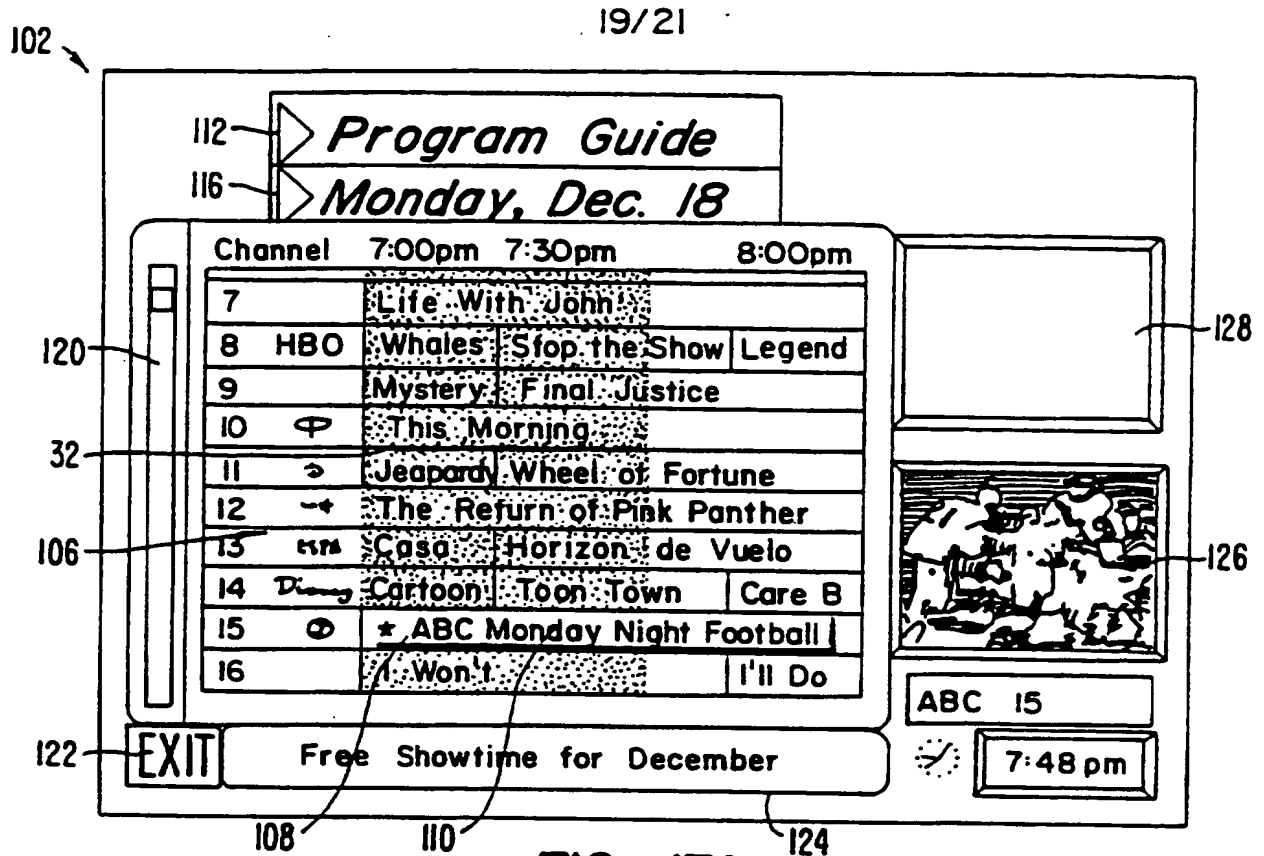 19/21
102
112 Program Guide
116 Monday, Dec. 18
Channel 7:00pm 7:30pm 8:00pm
7 Life With John
8 HBO Whales Stop the Show Legend
9 Mystery Final Justice
10 This Morning
11 Jeopardy Wheel of Fortune
12 The Return of Pink Panther
13 Casa Horizon de Vuelo
14 Disney Cartoon Toon Town Care B
15 * ABC Monday Night Football
16 I Won't I'll Do
120
32
106
128
126
ABC 15
122 EXIT Free Showtime for December 7:48 pm
108 110 124